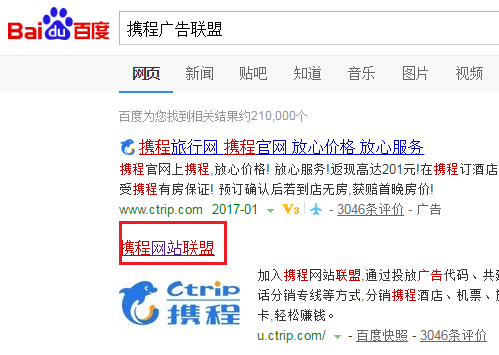 Bai du 百度
携程广告联盟
网页 新闻 贴吧 知道 音乐 图片 视频
百度为您找到相关结果约210,000个
携程旅行网 携程官网 放心价格 放心服务
携程官网上携程,放心价格! 放心服务!返现高达201元!在携程订酒店
受携程有房保证! 预订确认后若到店无房,获赔首晚房价!
www.ctrip.com 2017-01 V3 - 3046条评价 - 广告
携程网站联盟
加入携程网站联盟,通过投放广告代码、共建
Ctrip
携程
话分销专线等方式,分销携程酒店、机票、旅
卡,轻松赚钱。
u.ctrip.com/ - 百度快照 - 3046条评价